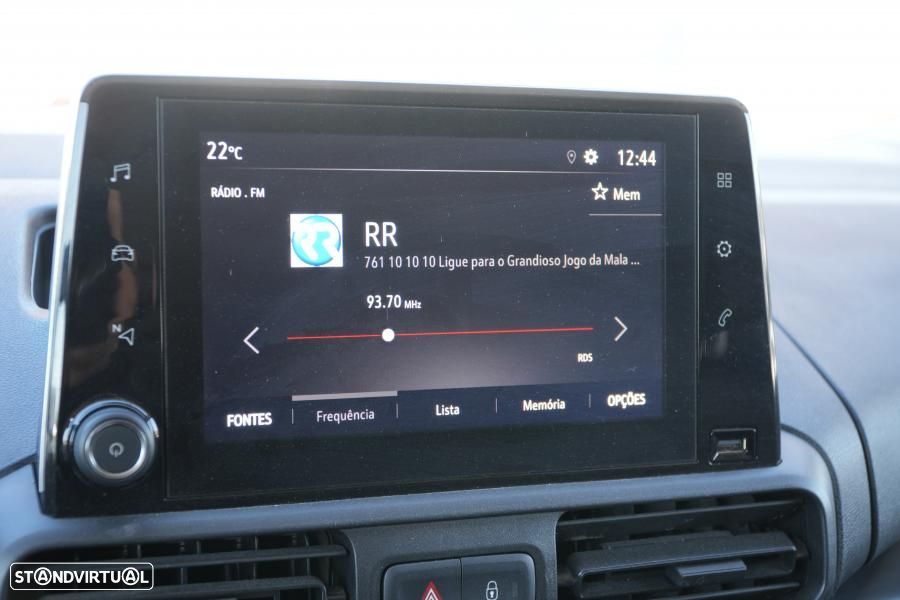 22°C 12:44
RÁDIO . FM Mem
RR
RR
761 10 10 10 Ligue para o Grandioso Jogo da Mala ...
93.70 MHz
RDS
FONTES Frequência Lista Memória OPÇÕES
N
STANDVIRTUAL